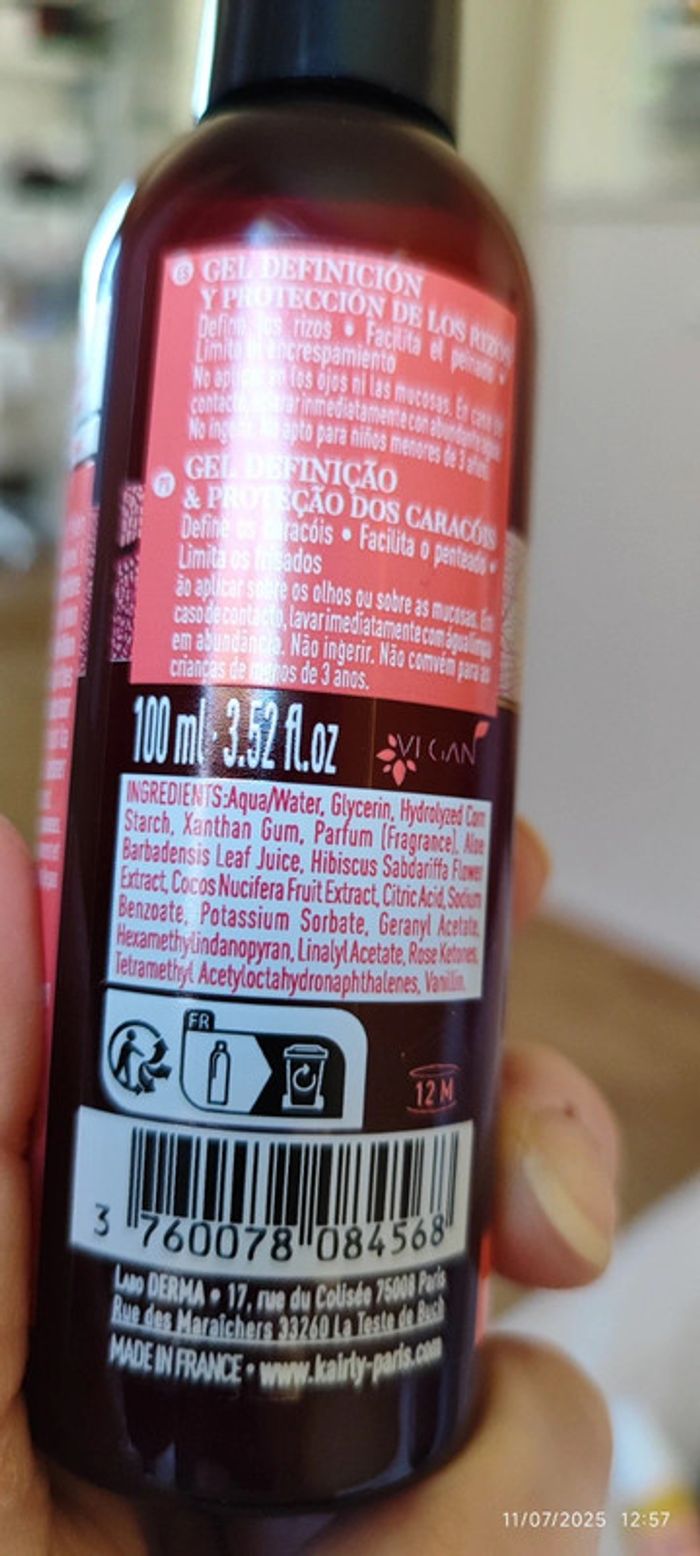 ES GEL DEFINICIÓN
Y PROTECCIÓN DE LOS RIZOS
Define los rizos • Facilita el peinado •
Limita el encrespamiento
No aplicar en los ojos ni las mucosas. En caso de
contacto, lavar inmediatamente con abundante agua
No ingerir. No apto para niños menores de 3 años.
PT GEL DEFINIÇÃO
& PROTEÇÃO DOS CARACÓIS
Define os caracóis • Facilita o penteado •
Limita os frisados
ão aplicar sobre os olhos ou sobre as mucosas. Em
caso de contacto, lavar imediatamente com água limpa
em abundância. Não ingerir. Não convém para as
crianças de menos de 3 anos.
100 ml - 3.52 fl.oz
VEGAN
INGREDIENTS:Aqua/Water, Glycerin, Hydrolyzed Corn
Starch, Xanthan Gum, Parfum (Fragrance), Aloe
Barbadensis Leaf Juice, Hibiscus Sabdariffa Flower
Extract, Cocos Nucifera Fruit Extract, Citric Acid, Sodium
Benzoate, Potassium Sorbate, Geranyl Acetate,
Hexamethylindanopyran, Linalyl Acetate, Rose Ketones,
Tetramethyl Acetyloctahydronaphthalenes, Vanillin.
FR
12 M
3 760078 084568
LABO DERMA • 17, rue du Colisée 75008 Paris
Rue des Maraîchers 33260 La Teste de Buch
MADE IN FRANCE • www.kairly-paris.com
11/07/2025 12:57